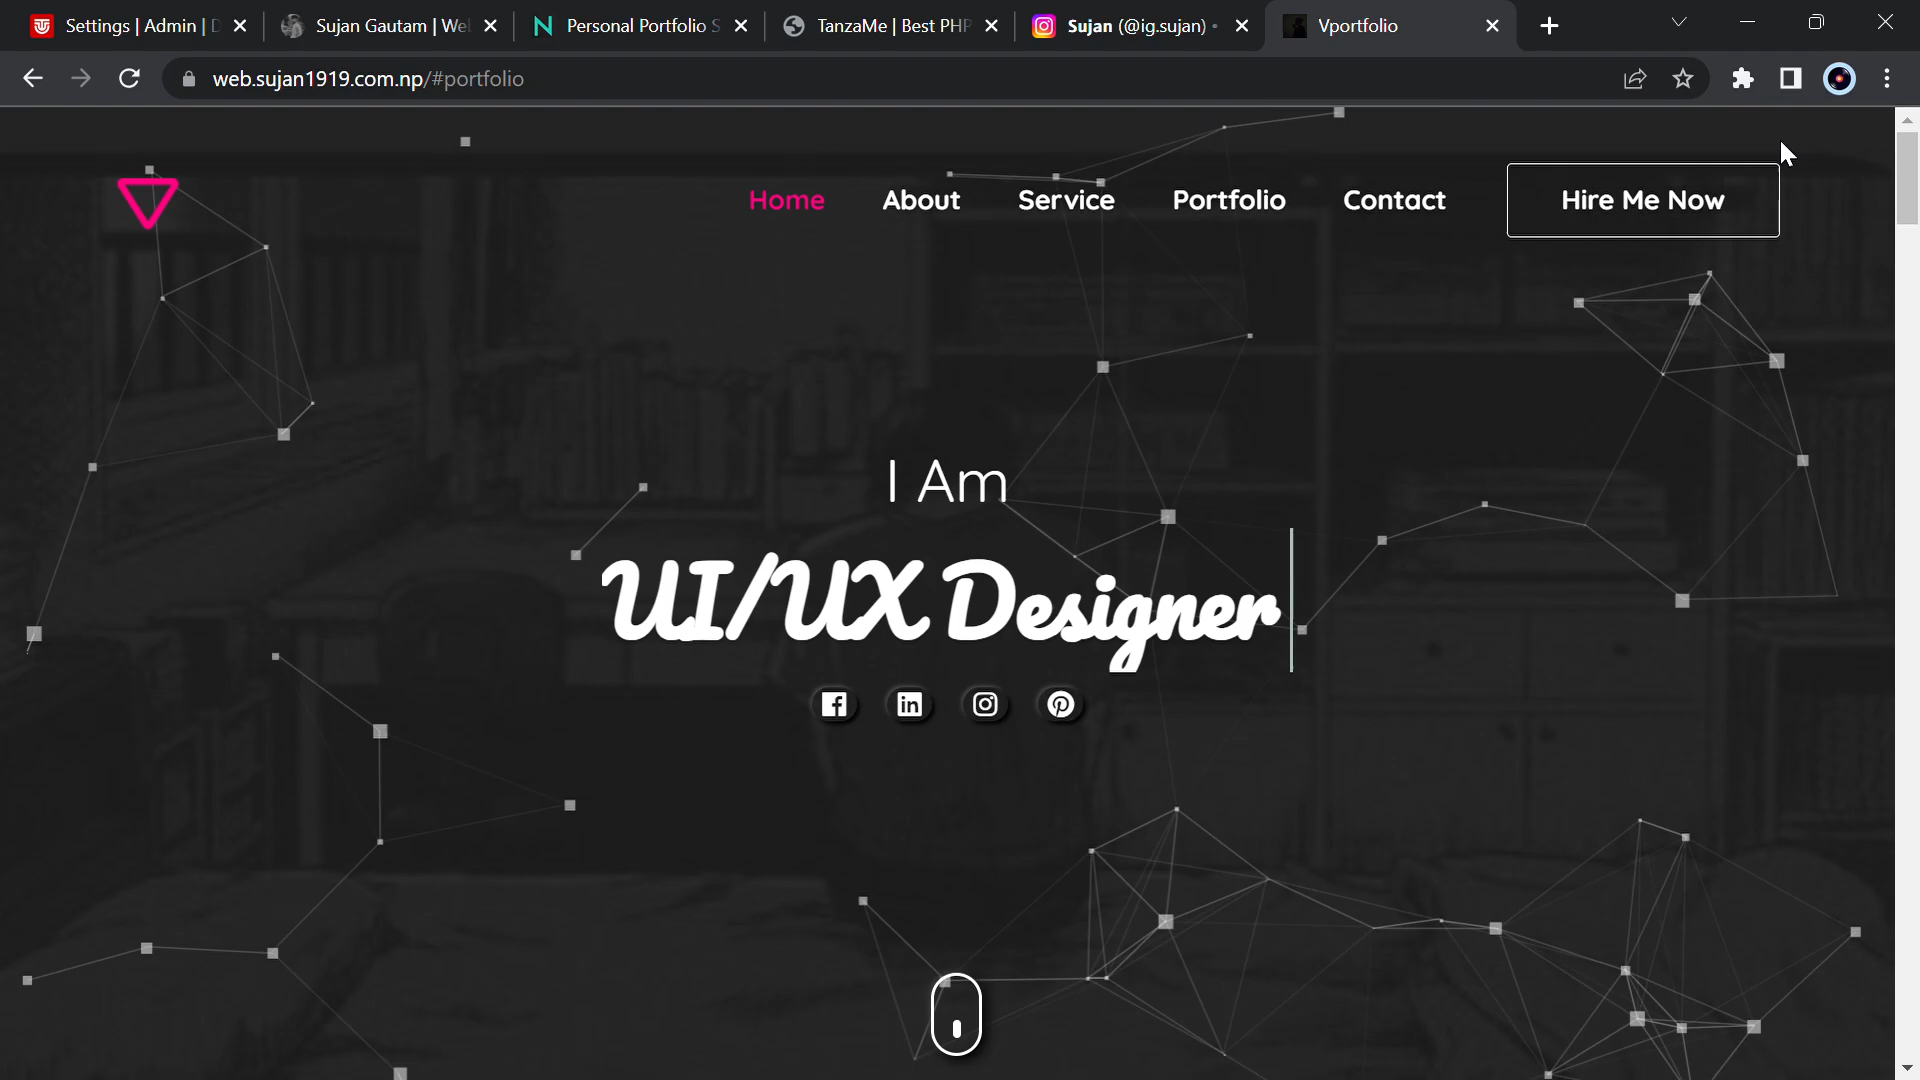 Settings | Admin | D
Sujan Gautam | We
Personal Portfolio S
TanzaMe | Best PHP
Sujan (@ig.sujan) •
Vportfolio
web.sujan1919.com.np/#portfolio
Home
About
Service
Portfolio
Contact
Hire Me Now
I Am
UI/UX Designer